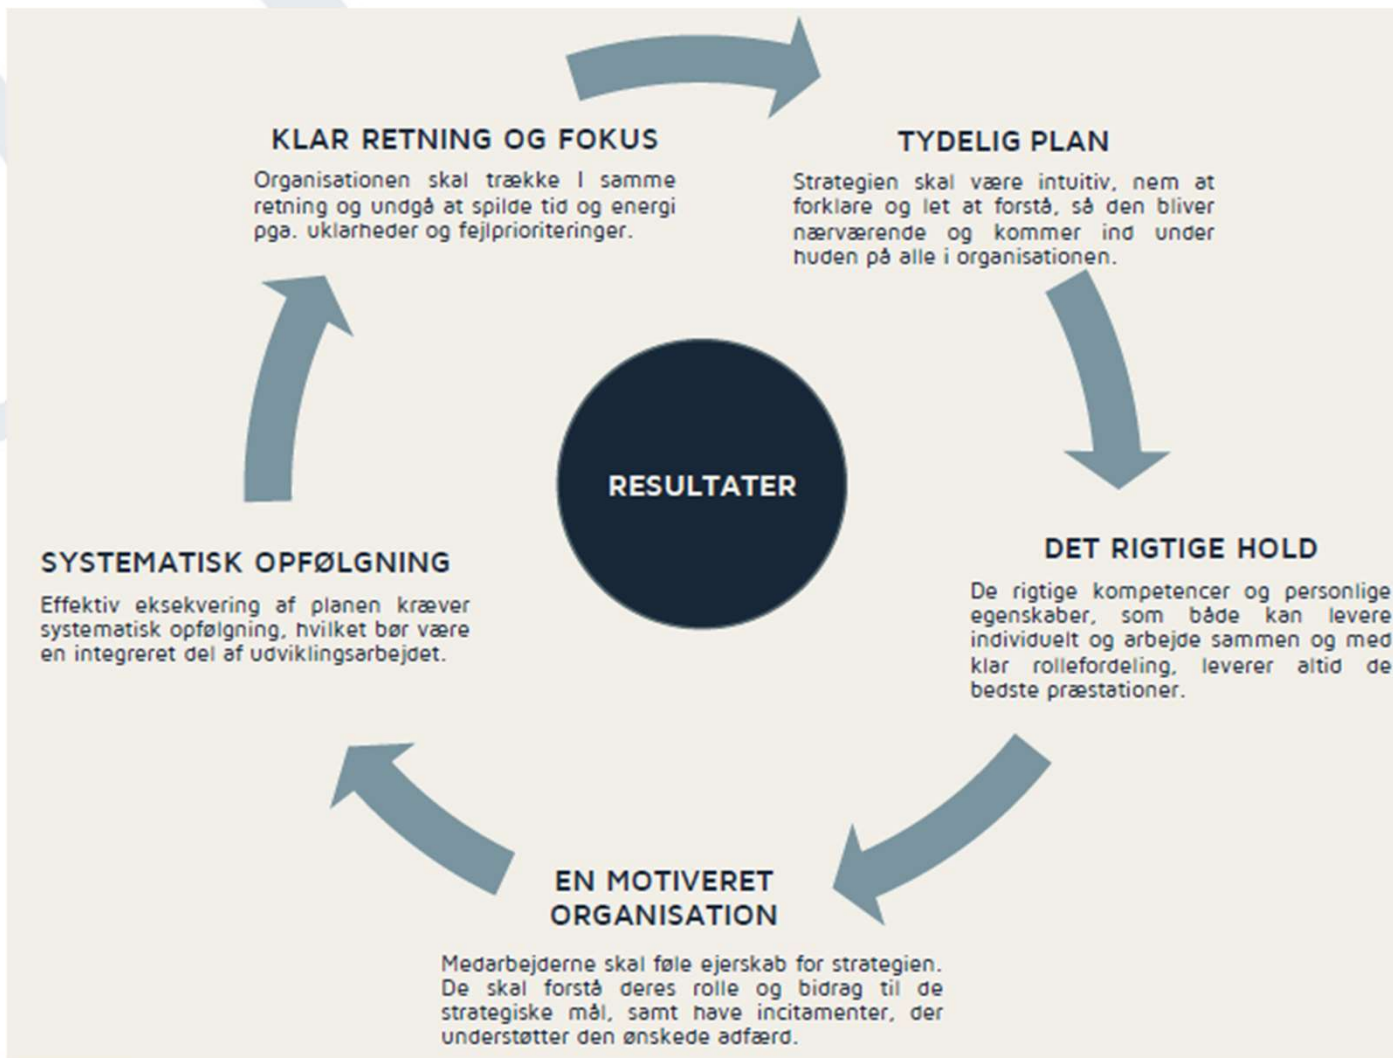 KLAR RETNING OG FOKUS
Organisationen skal trække I samme
retning og undgå at spilde tid og energi
pga. uklarheder og fejlprioriteringer.
TYDELIG PLAN
Strategien skal være intuitiv, nem at
forklare og let at forstå, så den bliver
nærværende og kommer ind under
huden på alle i organisationen.
RESULTATER
DET RIGTIGE HOLD
De rigtige kompetencer og personlige
egenskaber, som både kan levere
individuelt og arbejde sammen og med
klar rollefordeling, leverer altid de
bedste præstationer.
EN MOTIVERET
ORGANISATION
Medarbejderne skal føle ejerskab for strategien.
De skal forstå deres rolle og bidrag til de
strategiske mål, samt have incitamenter, der
understøtter den ønskede adfærd.
SYSTEMATISK OPFØLGNING
Effektiv eksekvering af planen kræver
systematisk opfølgning, hvilket bør være
en integreret del af udviklingsarbejdet.